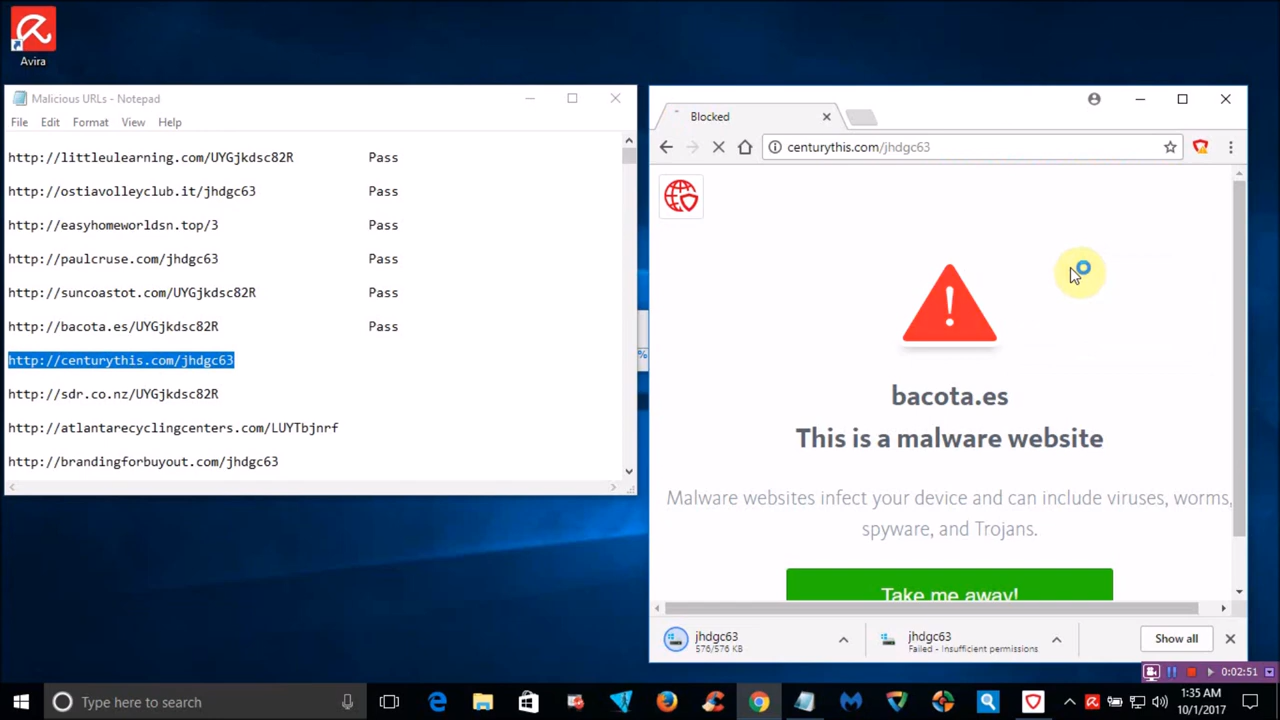 Avira
Malicious URLs - Notepad
File Edit Format View Help
http://littleulearning.com/UYGjkdsc82R Pass
http://ostiavolleyclub.it/jhdgc63 Pass
http://easyhomeworldsn.top/3 Pass
http://paulcruse.com/jhdgc63 Pass
http://suncoastot.com/UYGjkdsc82R Pass
http://bacota.es/UYGjkdsc82R Pass
http://centurythis.com/jhdgc63
http://sdr.co.nz/UYGjkdsc82R
http://atlantarecyclingcenters.com/LUYTbjnrf
http://brandingforbuyout.com/jhdgc63
%
Blocked
centurythis.com/jhdgc63
bacota.es
This is a malware website
Malware websites infect your device and can include viruses, worms,
spyware, and Trojans.
Take me away!
jhdgc63
576/576 KB
jhdgc63
Failed - Insufficient permissions
Show all
0:02:51
Type here to search
1:35 AM
10/1/2017